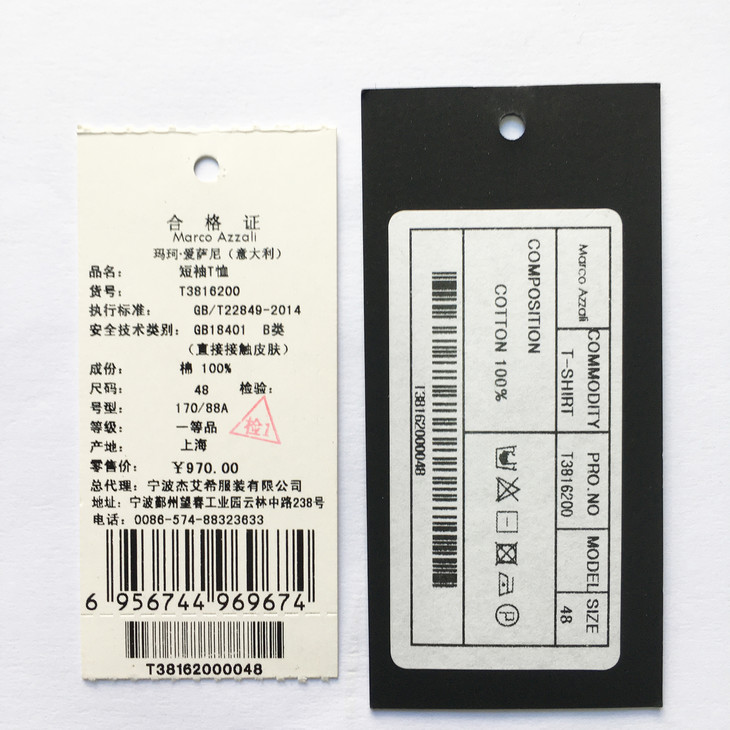 合格证
Marco Azzali
玛珂·爱萨尼(意大利)
品名: 短袖T恤
货号: T3816200
执行标准: GB/T22849-2014
安全技术类别: GB18401 B类
(直接接触皮肤)
成份: 棉 100%
尺码: 48 检验:
号型: 170/88A
检1
等级: 一等品
产地: 上海
零售价: ¥970.00
总代理: 宁波杰艾希服装有限公司
地址: 宁波鄞州望春工业园云林中路238号
电话: 0086-574-88323633
6 956744 969674
T38162000048
Marco Azzali
COMMODITY PRO.NO MODEL SIZE
T-SHIRT T3816200 48
COMPOSITION
COTTON 100%
P
T38162000048